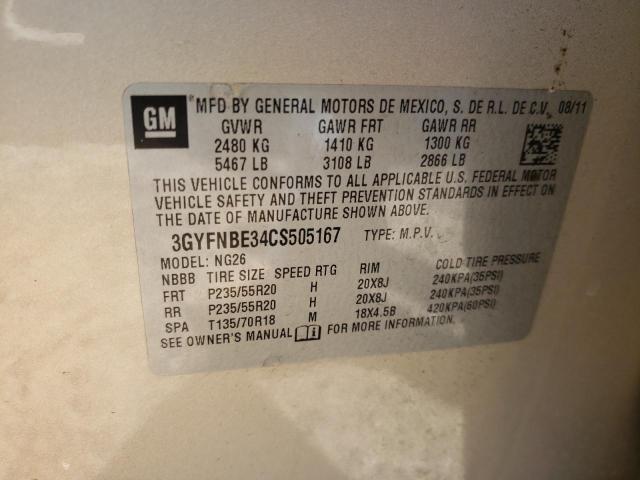 GM
MFD BY GENERAL MOTORS DE MEXICO, S. DE R.L. DE C.V. 08/11
GVWR GAWR FRT GAWR RR
2480 KG 1410 KG 1300 KG
5467 LB 3108 LB 2866 LB
THIS VEHICLE CONFORMS TO ALL APPLICABLE U.S. FEDERAL MOTOR
VEHICLE SAFETY AND THEFT PREVENTION STANDARDS IN EFFECT ON
THE DATE OF MANUFACTURE SHOWN ABOVE.
3GYFNBE34CS505167 TYPE: M.P.V.
MODEL: NG26
NBBB TIRE SIZE SPEED RTG RIM COLD TIRE PRESSURE
FRT P235/55R20 H 20X8J 240KPA(35PSI)
RR P235/55R20 H 20X8J 240KPA(35PSI)
SPA T135/70R18 M 18X4.5B 420KPA(60PSI)
SEE OWNER'S MANUAL FOR MORE INFORMATION.